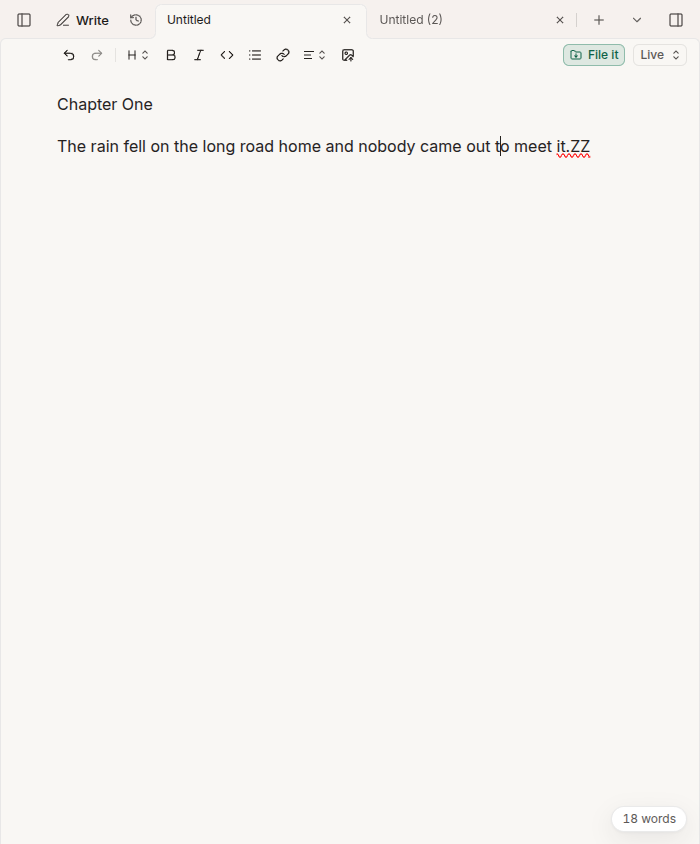 Write
Untitled
Untitled (2)
H
B
I
File it
Live
Chapter One
The rain fell on the long road home and nobody came out to meet it.ZZ
18 words